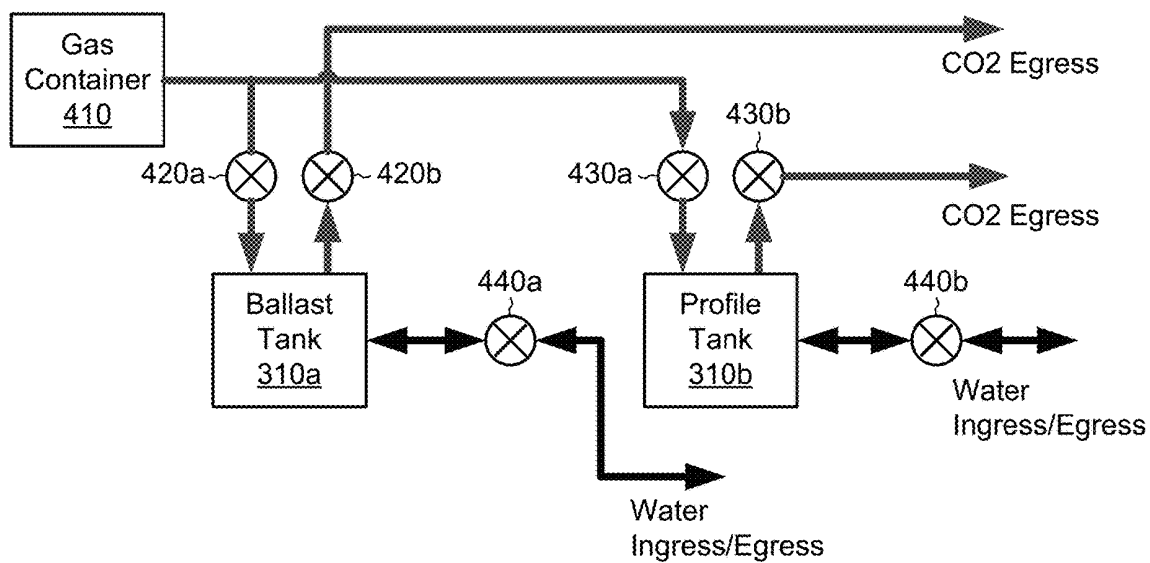 Gas
Container
410
CO2 Egress
420a
420b
430a
430b
CO2 Egress
Ballast
Tank
310a
440a
Profile
Tank
310b
440b
Water
Ingress/Egress
Water
Ingress/Egress